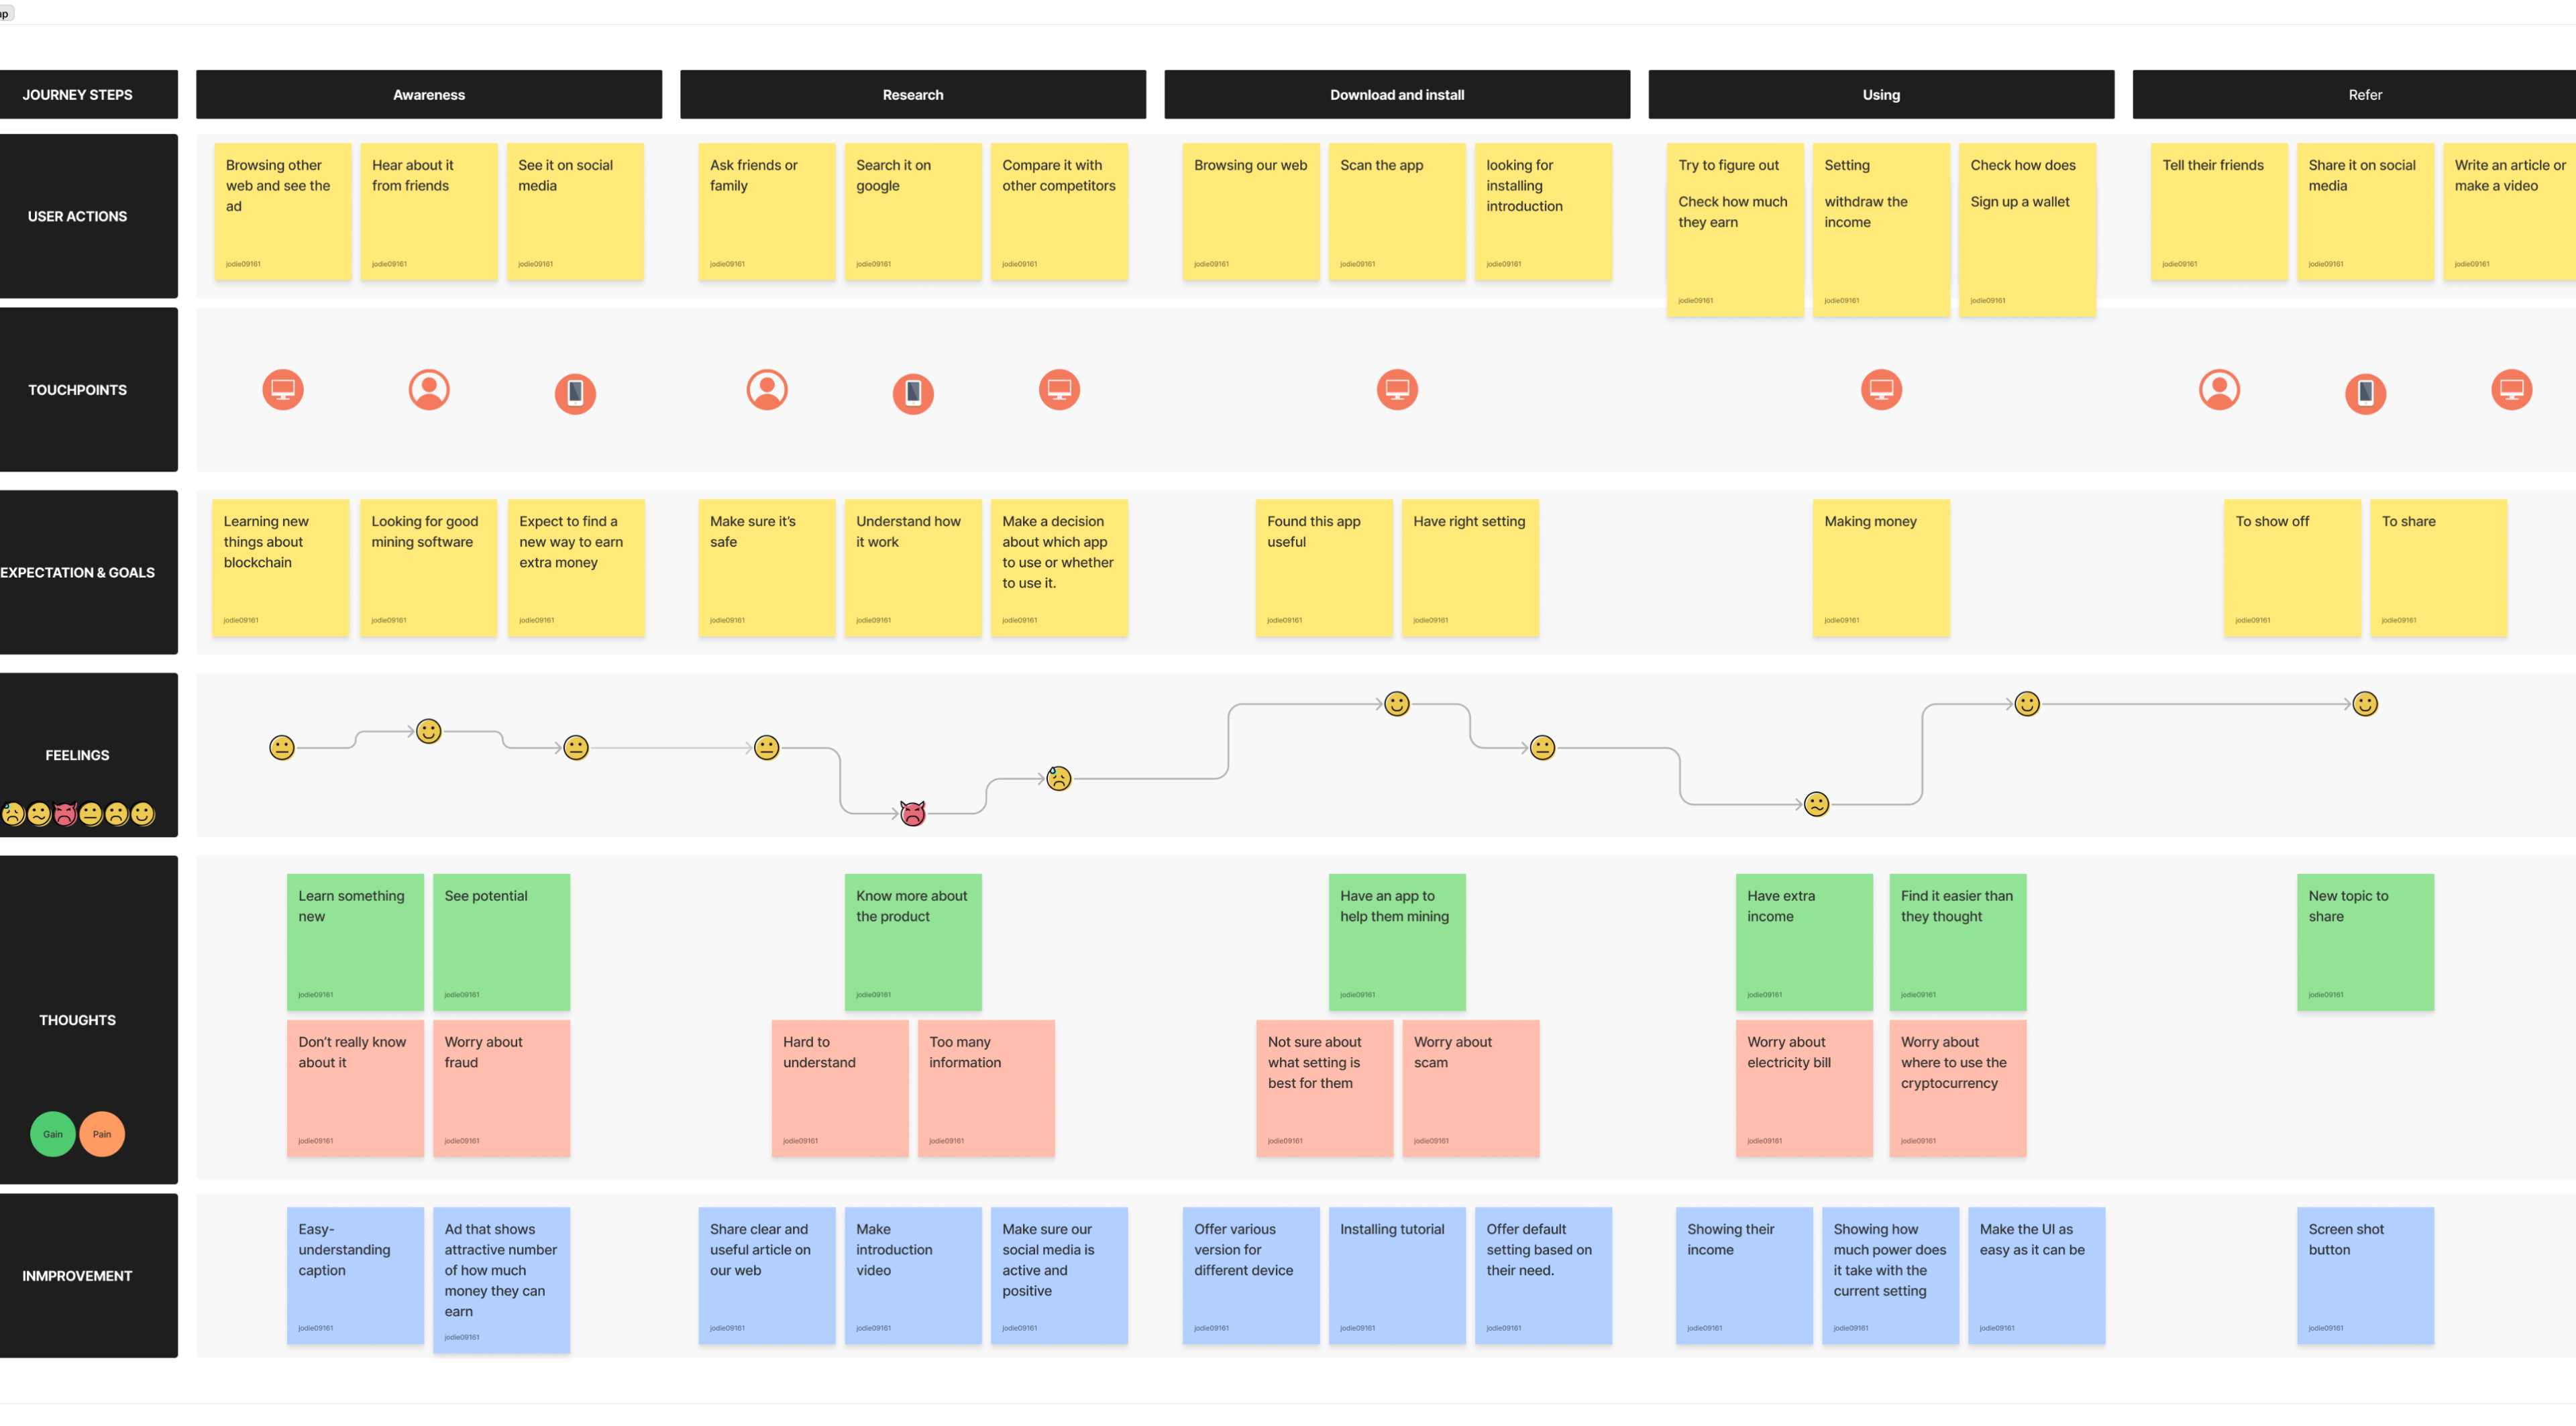 ap
JOURNEY STEPS
Awareness
Research
Download and install
Using
Refer
USER ACTIONS
Browsing other
web and see the
ad
jodie09161
Hear about it
from friends
jodie09161
See it on social
media
jodie09161
Ask friends or
family
jodie09161
Search it on
google
jodie09161
Compare it with
other competitors
jodie09161
Browsing our web
jodie09161
Scan the app
jodie09161
looking for
installing
introduction
jodie09161
Try to figure out
Check how much
they earn
jodie09161
Setting
withdraw the
income
jodie09161
Check how does
Sign up a wallet
jodie09161
Tell their friends
jodie09161
Share it on social
media
jodie09161
Write an article or
make a video
jodie09161
TOUCHPOINTS
EXPECTATION & GOALS
Learning new
things about
blockchain
jodie09161
Looking for good
mining software
jodie09161
Expect to find a
new way to earn
extra money
jodie09161
Make sure it's
safe
jodie09161
Understand how
it work
jodie09161
Make a decision
about which app
to use or whether
to use it.
jodie09161
Found this app
useful
jodie09161
Have right setting
jodie09161
Making money
jodie09161
To show off
jodie09161
To share
jodie09161
FEELINGS
THOUGHTS
Gain
Pain
Learn something
new
jodie09161
See potential
jodie09161
Know more about
the product
jodie09161
Have an app to
help them mining
jodie09161
Have extra
income
jodie09161
Find it easier than
they thought
jodie09161
New topic to
share
jodie09161
Don't really know
about it
jodie09161
Worry about
fraud
jodie09161
Hard to
understand
jodie09161
Too many
information
jodie09161
Not sure about
what setting is
best for them
jodie09161
Worry about
scam
jodie09161
Worry about
electricity bill
jodie09161
Worry about
where to use the
cryptocurrency
jodie09161
INMPROVEMENT
Easy-
understanding
caption
jodie09161
Ad that shows
attractive number
of how much
money they can
earn
jodie09161
Share clear and
useful article on
our web
jodie09161
Make
introduction
video
jodie09161
Make sure our
social media is
active and
positive
jodie09161
Offer various
version for
different device
jodie09161
Installing tutorial
jodie09161
Offer default
setting based on
their need.
jodie09161
Showing their
income
jodie09161
Showing how
much power does
it take with the
current setting
jodie09161
Make the UI as
easy as it can be
jodie09161
Screen shot
button
jodie09161